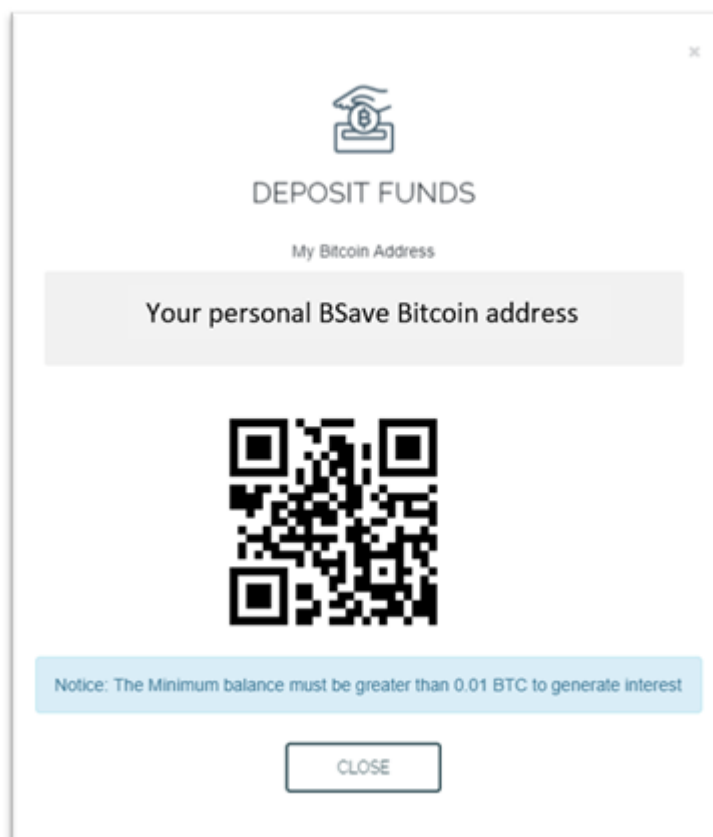 ×
DEPOSIT FUNDS
My Bitcoin Address
Your personal BSave Bitcoin address
Notice: The Minimum balance must be greater than 0.01 BTC to generate interest
CLOSE